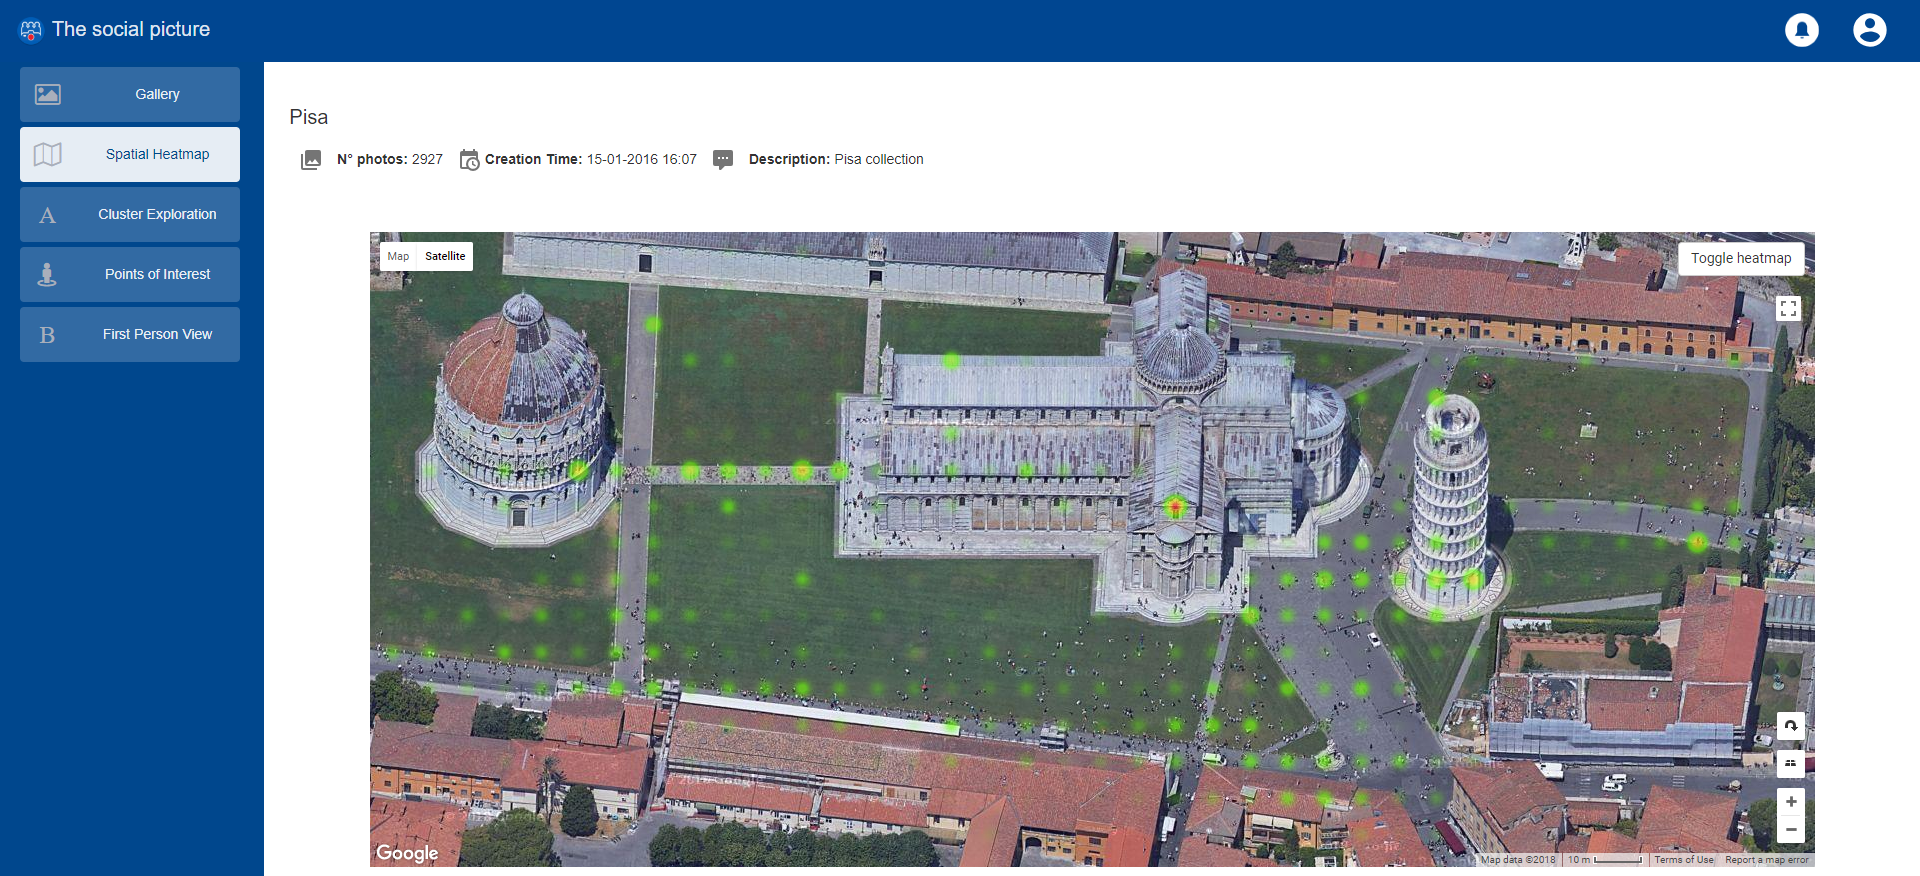 The social picture
Gallery
Spatial Heatmap
A Cluster Exploration
Points of Interest
B First Person View
Pisa
N° photos: 2927 Creation Time: 15-01-2016 16:07 Description: Pisa collection
Map Satellite
Toggle heatmap
Google
Map data ©2018 10 m Terms of Use Report a map error